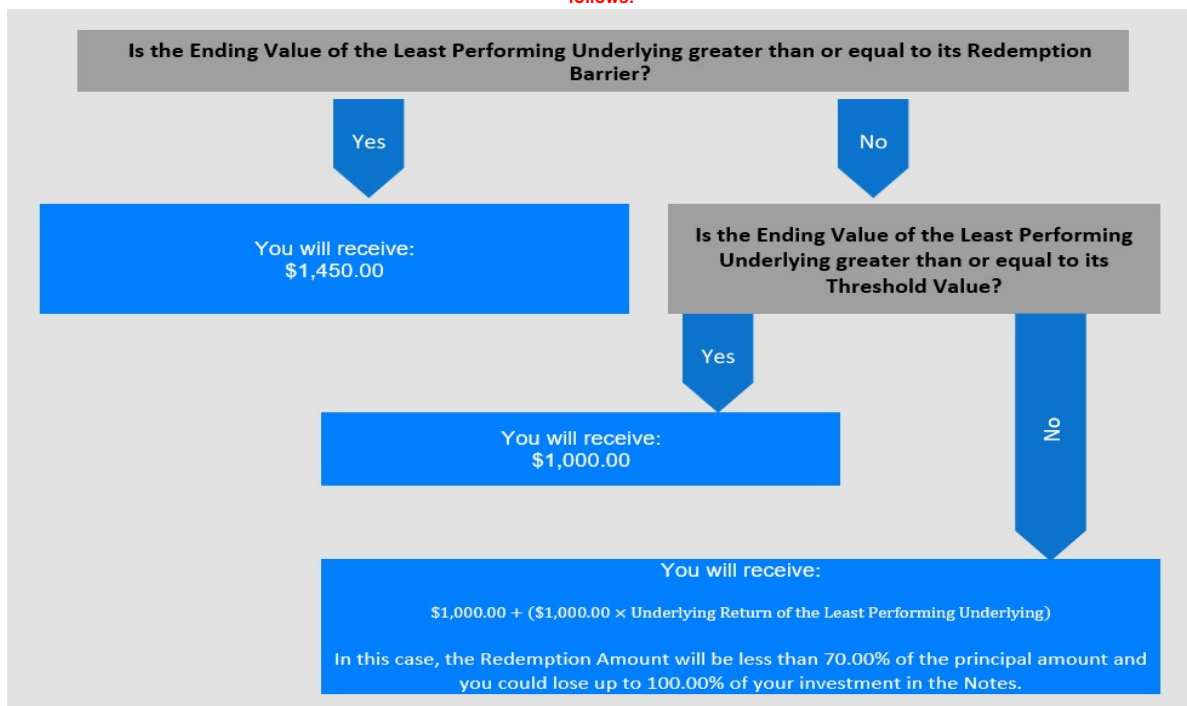 follows:
Is the Ending Value of the Least Performing Underlying greater than or equal to its Redemption
Barrier?
Yes
No
You will receive:
$1,450.00
Is the Ending Value of the Least Performing
Underlying greater than or equal to its
Threshold Value?
Yes
No
You will receive:
$1,000.00
You will receive:
$1,000.00 + ($1,000.00 × Underlying Return of the Least Performing Underlying)
In this case, the Redemption Amount will be less than 70.00% of the principal amount and
you could lose up to 100.00% of your investment in the Notes.